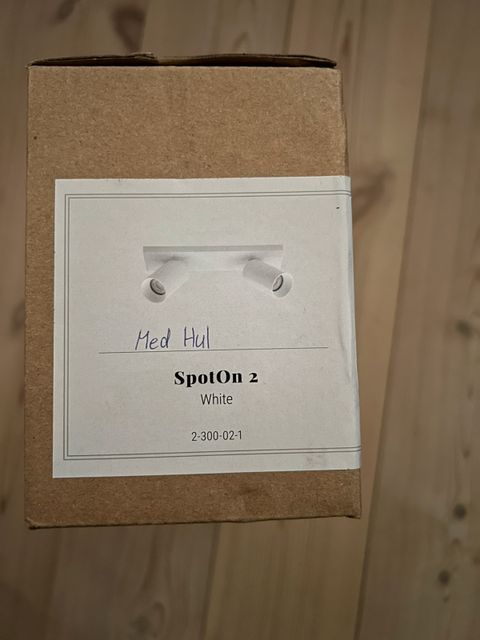 Med Hul
SpotOn 2
White
2-300-02-1